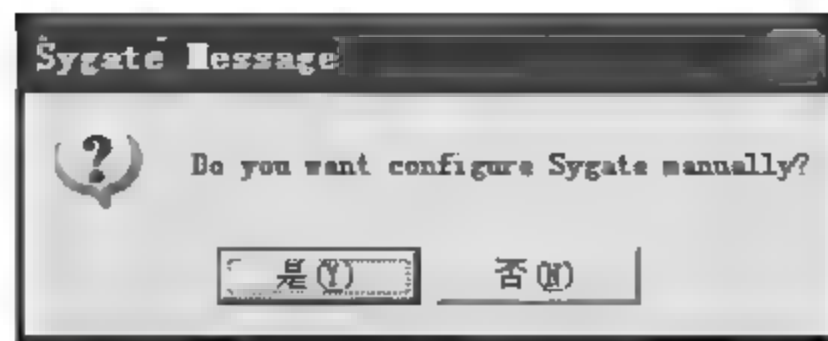 Sygate Message
Do you want configure Sygate manually?
是(Y) 否(N)